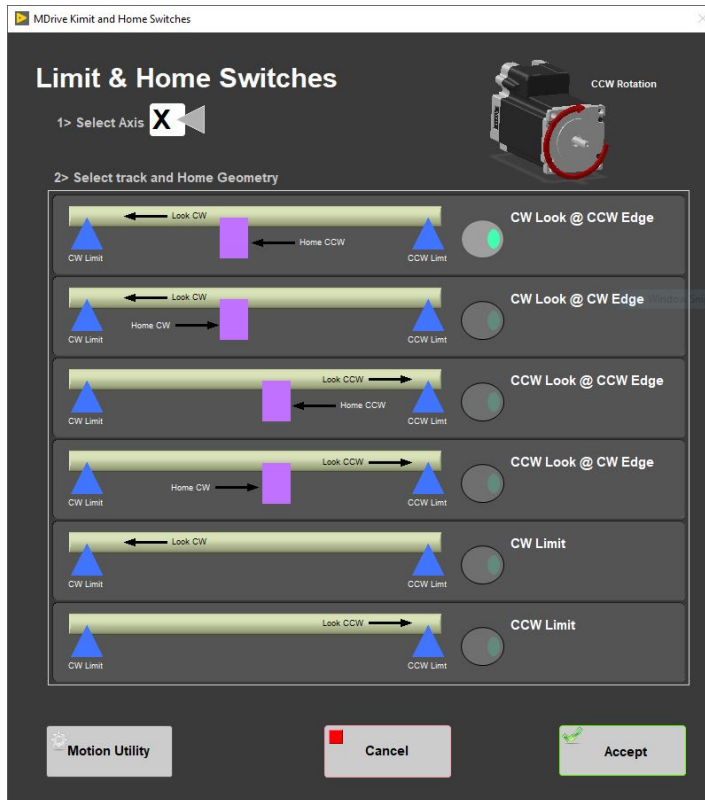 MDrive Kimit and Home Switches
Limit & Home Switches
CCW Rotation
1> Select Axis X
2> Select track and Home Geometry
Look CW
Home CCW
CW Limit
CCW Limt
CW Look @ CCW Edge
Look CW
Home CW
CW Limit
CCW Limt
CW Look @ CW Edge
Look CCW
Home CCW
CW Limit
CCW Limt
CCW Look @ CCW Edge
Look CCW
Home CW
CW Limit
CCW Limt
CCW Look @ CW Edge
Look CW
CW Limit
CCW Limt
CW Limit
Look CCW
CW Limit
CCW Limt
CCW Limit
Motion Utility
Cancel
Accept